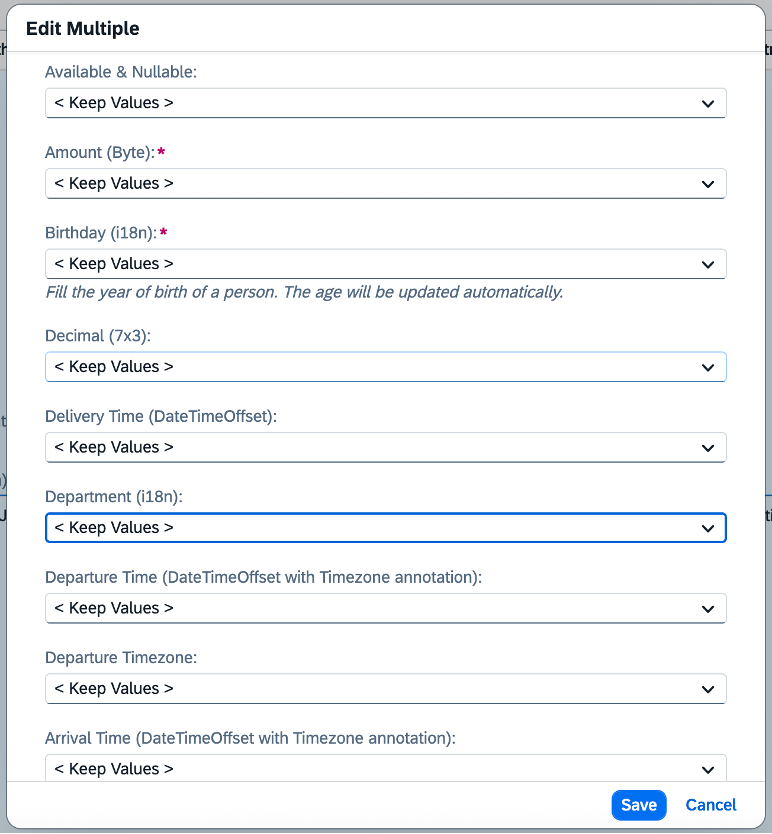 Edit Multiple
Available & Nullable:
< Keep Values >
Amount (Byte):*
< Keep Values >
Birthday (i18n):*
< Keep Values >
Fill the year of birth of a person. The age will be updated automatically.
Decimal (7x3):
< Keep Values >
Delivery Time (DateTimeOffset):
< Keep Values >
Department (i18n):
< Keep Values >
Departure Time (DateTimeOffset with Timezone annotation):
< Keep Values >
Departure Timezone:
< Keep Values >
Arrival Time (DateTimeOffset with Timezone annotation):
< Keep Values >
Save Cancel